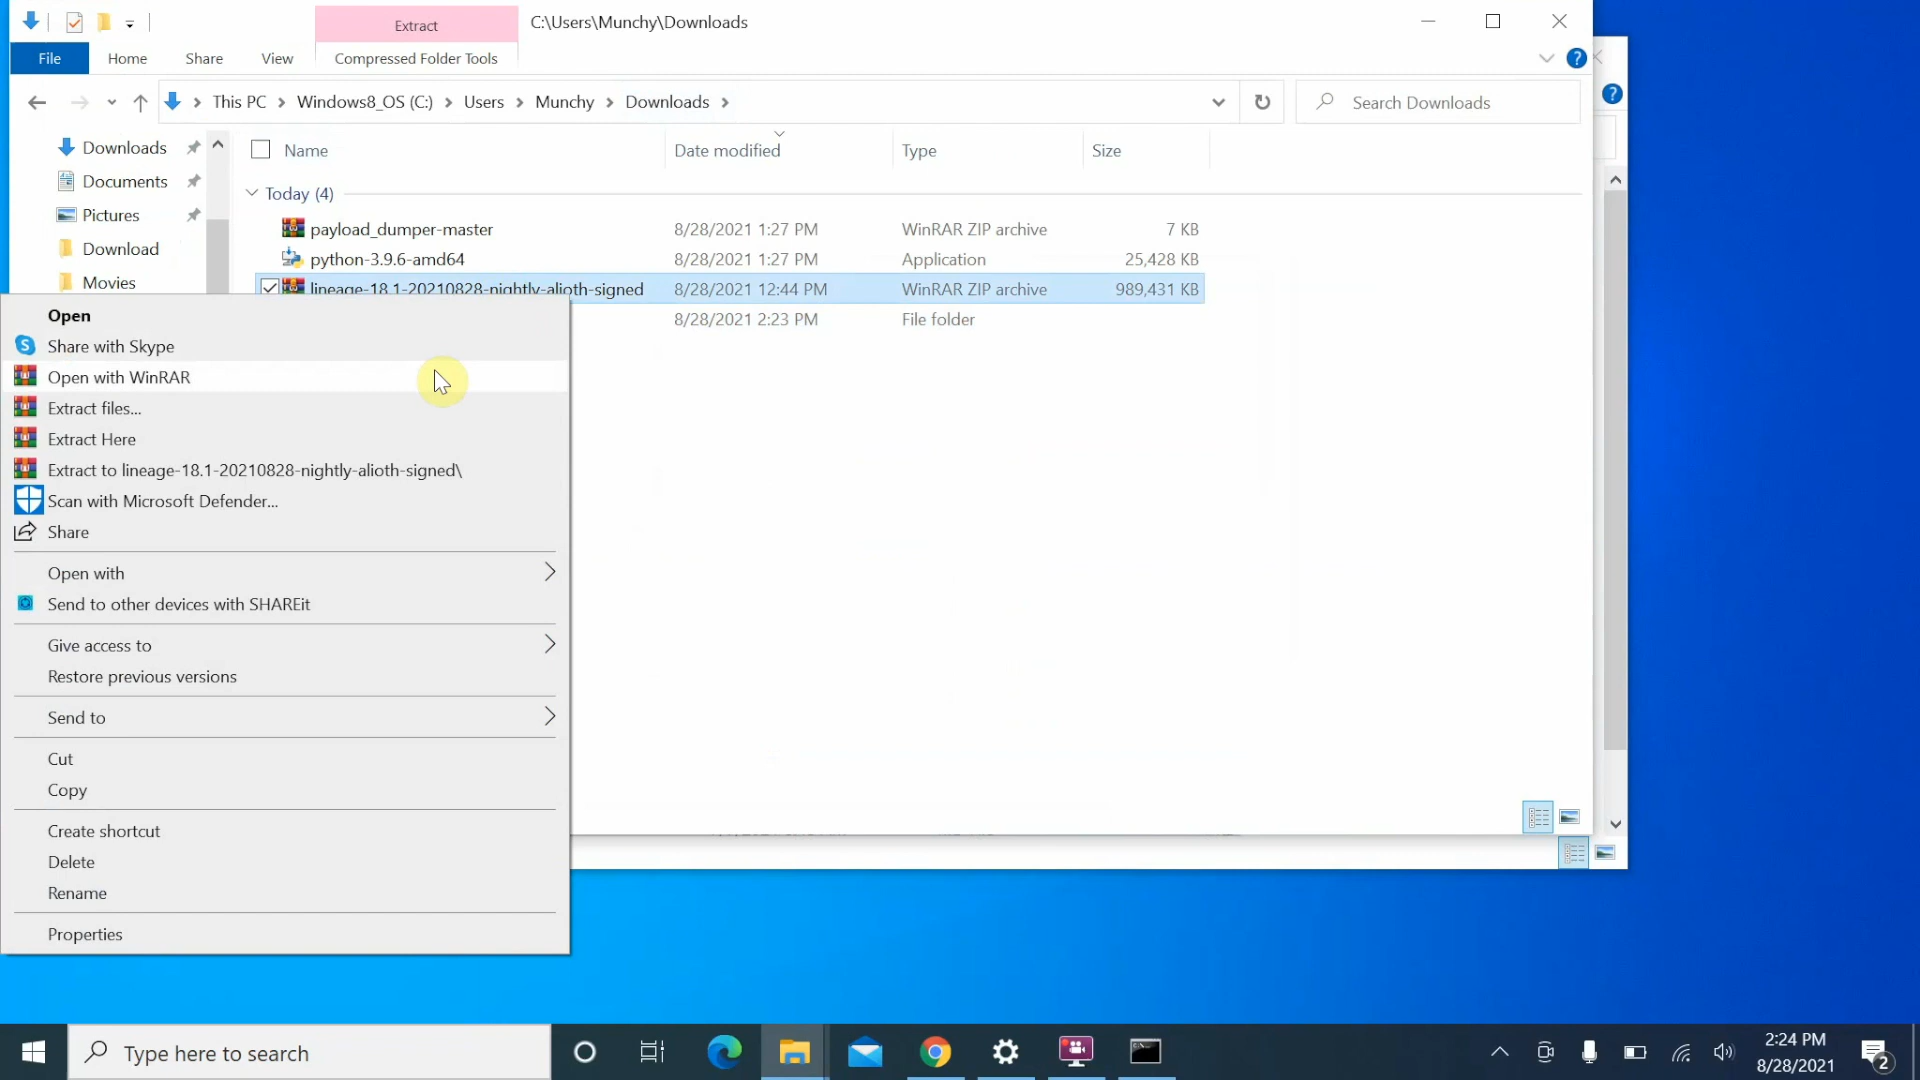 Extract
C:\Users\Munchy\Downloads
File
Home
Share
View
Compressed Folder Tools
This PC
Windows8_OS (C:)
Users
Munchy
Downloads
Search Downloads
Downloads
Documents
Pictures
Download
Movies
Name
Date modified
Type
Size
Today (4)
payload_dumper-master 8/28/2021 1:27 PM WinRAR ZIP archive 7 KB
python-3.9.6-amd64 8/28/2021 1:27 PM Application 25,428 KB
lineage-18.1-20210828-nightly-alioth-signed 8/28/2021 12:44 PM WinRAR ZIP archive 989,431 KB
8/28/2021 2:23 PM File folder
Open
Share with Skype
Open with WinRAR
Extract files...
Extract Here
Extract to lineage-18.1-20210828-nightly-alioth-signed\
Scan with Microsoft Defender...
Share
Open with
Send to other devices with SHAREit
Give access to
Restore previous versions
Send to
Cut
Copy
Create shortcut
Delete
Rename
Properties
Type here to search
2:24 PM
8/28/2021
2